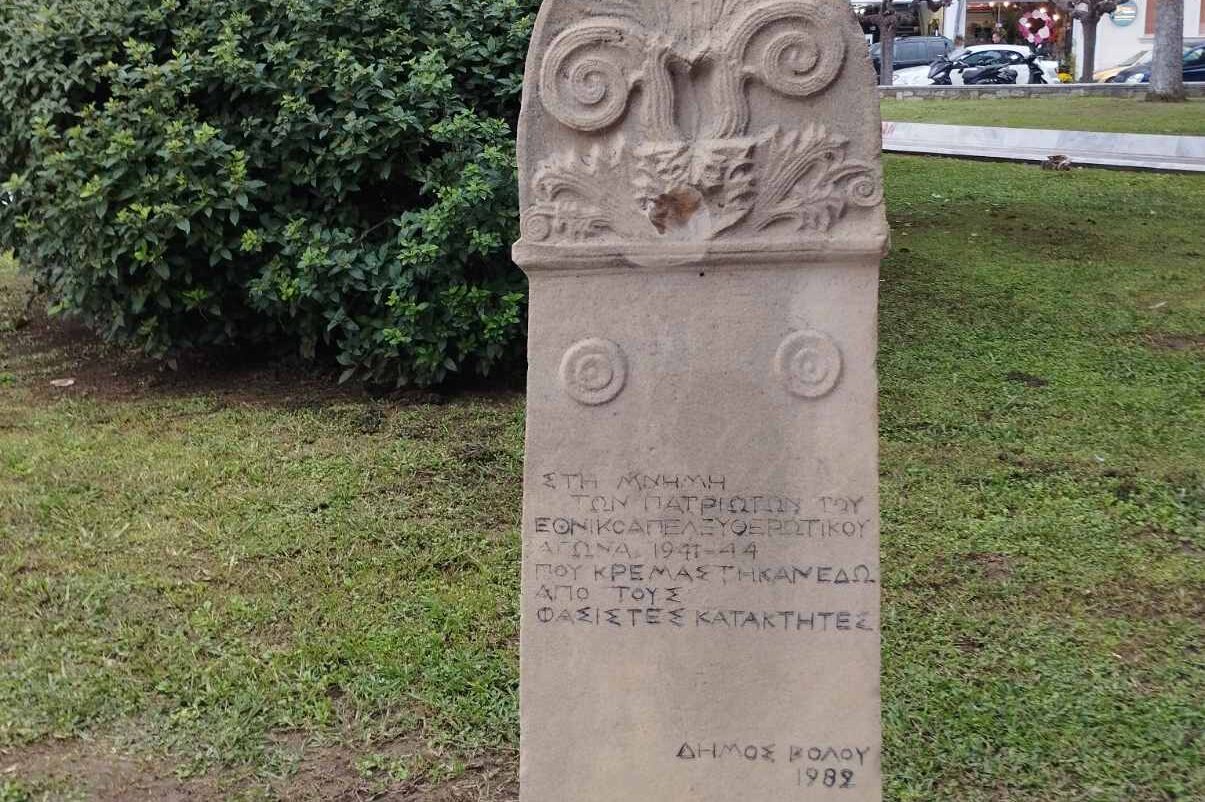 ΣΤΗ ΜΝΗΜΗ
ΤΩΝ ΠΑΤΡΙΩΤΩΝ ΤΟΥ
ΕΘΝΙΚΟΑΠΕΛΕΥΘΕΡΩΤΙΚΟΥ
ΑΓΩΝΑ 1941-44
ΠΟΥ ΚΡΕΜΑΣΤΗΚΑΝ ΕΔΩ
ΑΠΟ ΤΟΥΣ
ΦΑΣΙΣΤΕΣ ΚΑΤΑΚΤΗΤΕΣ
ΔΗΜΟΣ ΒΟΛΟΥ
1982